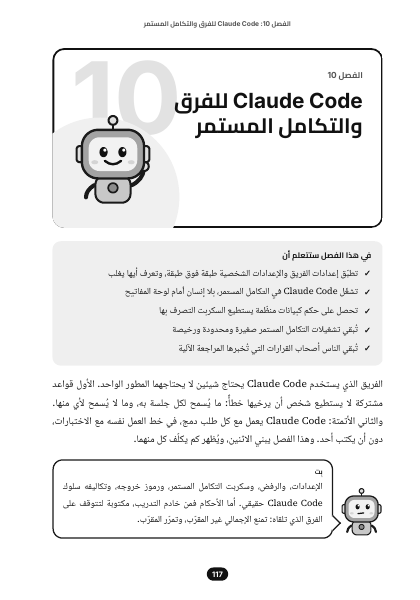 الفصل 10: Claude Code للفرق والتكامل المستمر
10
الفصل 10
Claude Code للفرق
والتكامل المستمر
في هذا الفصل ستتعلم أن
✔ تطبّق إعدادات الفريق والإعدادات الشخصية طبقة فوق طبقة، وتعرف أيها يغلب
✔ تشغّل Claude Code في التكامل المستمر، بلا إنسان أمام لوحة المفاتيح
✔ تحصل على حكم كبيانات منظّمة يستطيع السكربت التصرف بها
✔ تُبقي تشغيلات التكامل المستمر صغيرة ومحدودة ورخيصة
✔ تُبقي الناس أصحاب القرارات التي تُخبرها المراجعة الآلية
الفريق الذي يستخدم Claude Code يحتاج شيئين لا يحتاجهما المطور الواحد. الأول قواعد
مشتركة لا يستطيع شخص أن يرخيها خطأً: ما يُسمح لكل جلسة به، وما لا يُسمح لأي منها.
والثاني الأتمتة: Claude Code يعمل مع كل طلب دمج، في خط العمل نفسه مع الاختبارات،
دون أن يكتب أحد. وهذا الفصل يبني الاثنين، ويُظهر كم يكلّف كل منهما.
بِت
الإعدادات، والرفض، وسكربت التكامل المستمر، ورموز خروجه، وتكاليفه سلوك
Claude Code حقيقي. أما الأحكام فمن خادم التدريب، مكتوبة لتتوقف على
الفرق الذي تلقاه: تمنع الإجمالي غير المقرّب، وتمرّر المقرّب.
117